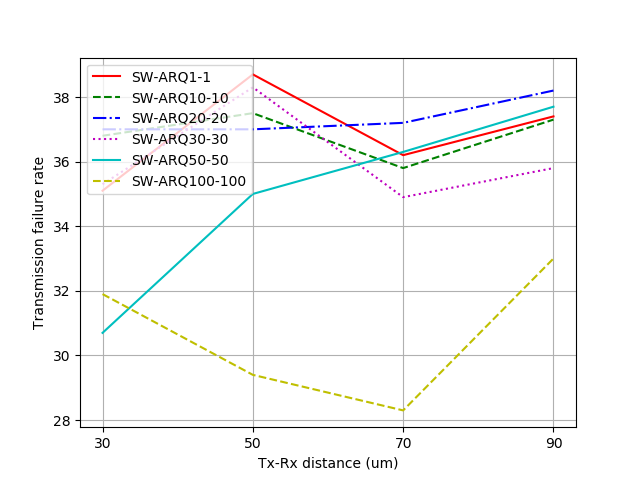 SW-ARQ1-1
SW-ARQ10-10
SW-ARQ20-20
SW-ARQ30-30
SW-ARQ50-50
SW-ARQ100-100
38
36
34
32
30
28
Transmission failure rate
30 50 70 90
Tx-Rx distance (um)